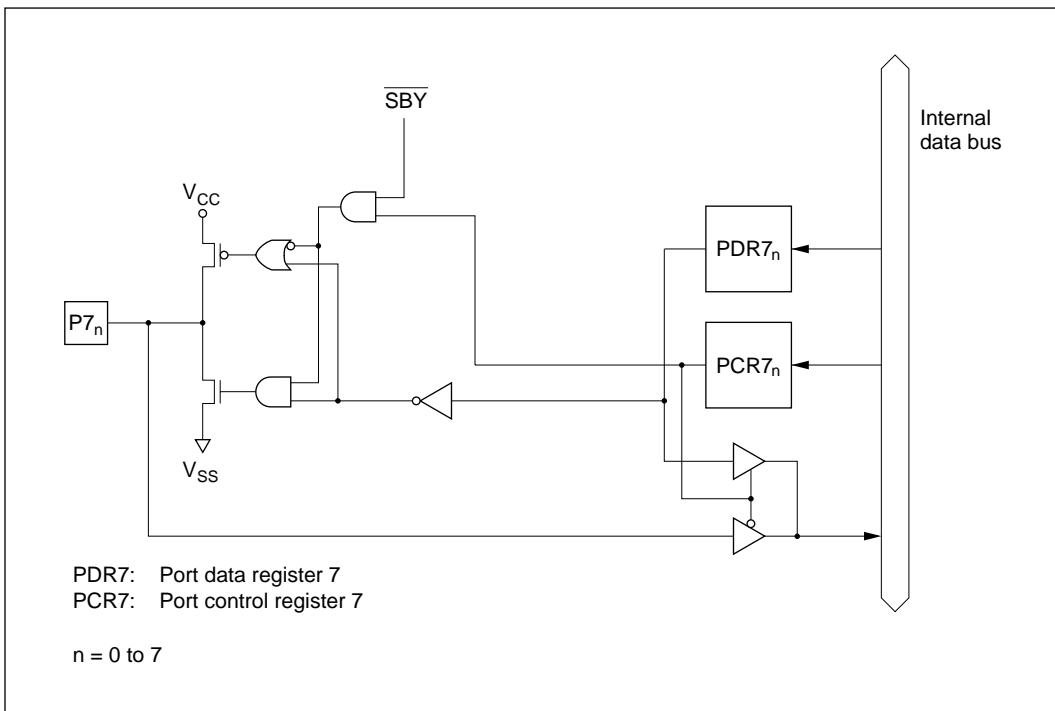 SBY
Internal
data bus
VCC
PDR7n
P7n
PCR7n
VSS
PDR7: Port data register 7
PCR7: Port control register 7
n = 0 to 7